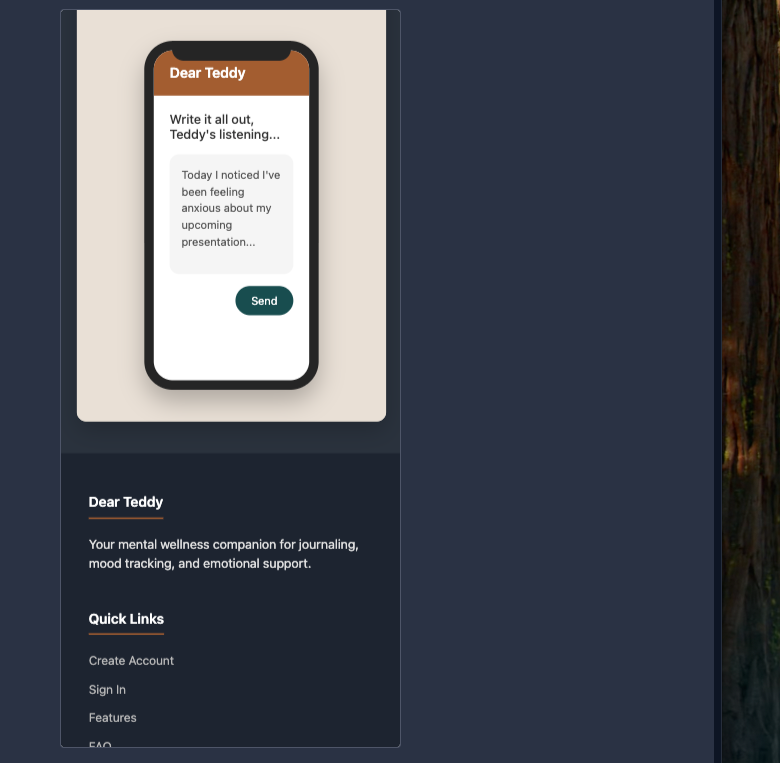 Dear Teddy
Write it all out,
Teddy's listening...
Today I noticed I've
been feeling
anxious about my
upcoming
presentation...
Send
Dear Teddy
Your mental wellness companion for journaling,
mood tracking, and emotional support.
Quick Links
Create Account
Sign In
Features
FAQ